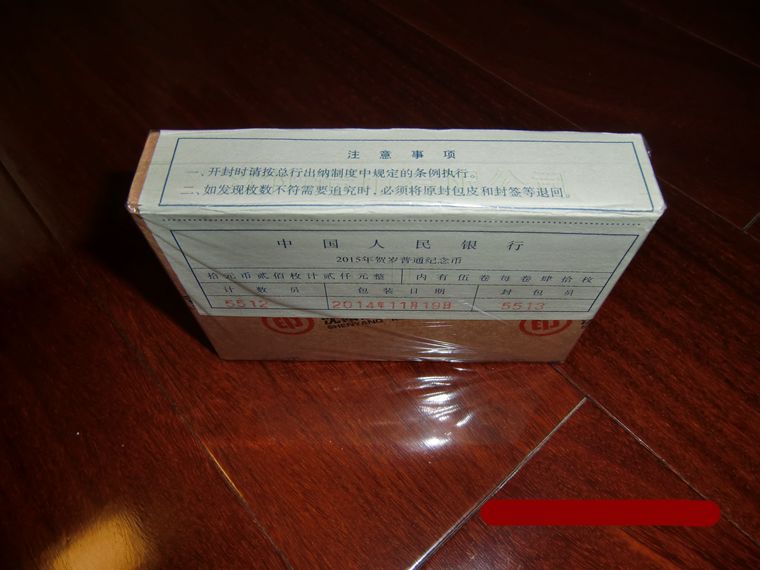 注意事项
一、开封时请按总行出纳制度中规定的条例执行。
二、如发现枚数不符需要追究时，必须将原封包皮和封签等退回。
中国人民银行
2015年贺岁普通纪念币
拾元币贰佰枚计贰仟元整 内有伍卷每卷肆拾枚
计数员 包装日期 封包员
5512 2014年11月19日 5513
SHENYANG